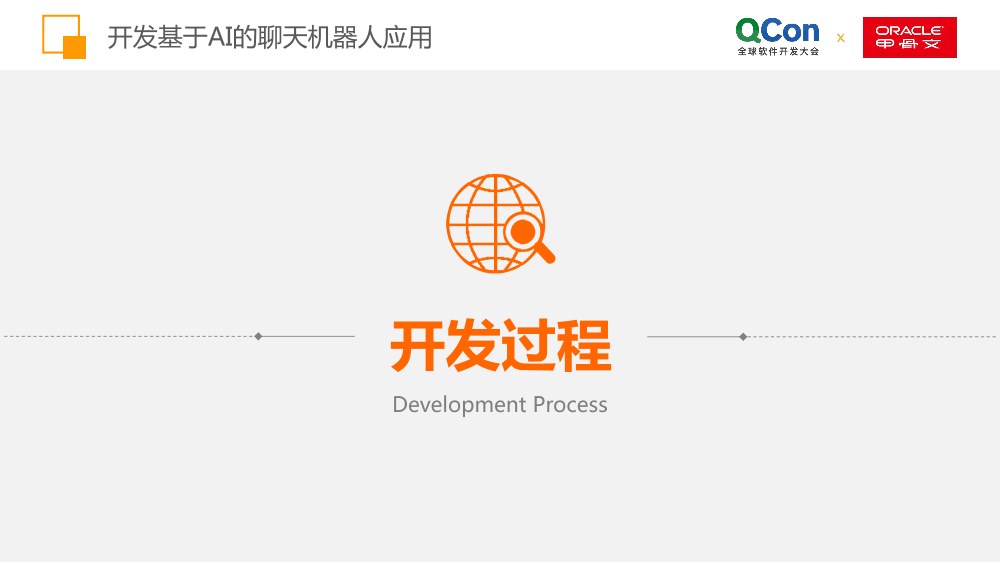 开发基于AI的聊天机器人应用
QCon
全球软件开发大会
x
ORACLE
甲骨文
开发过程
Development Process